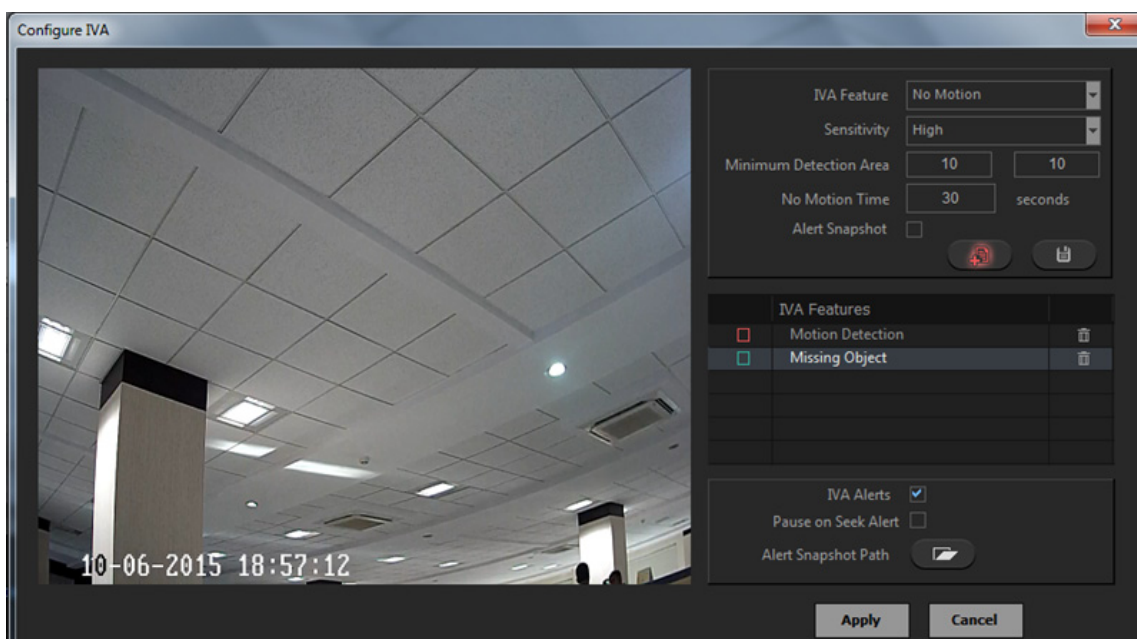 Configure IVA
IVA Feature No Motion
Sensitivity High
Minimum Detection Area 10 10
No Motion Time 30 seconds
Alert Snapshot
IVA Features
Motion Detection
Missing Object
IVA Alerts
Pause on Seek Alert
Alert Snapshot Path
10-06-2015 18:57:12
Apply Cancel